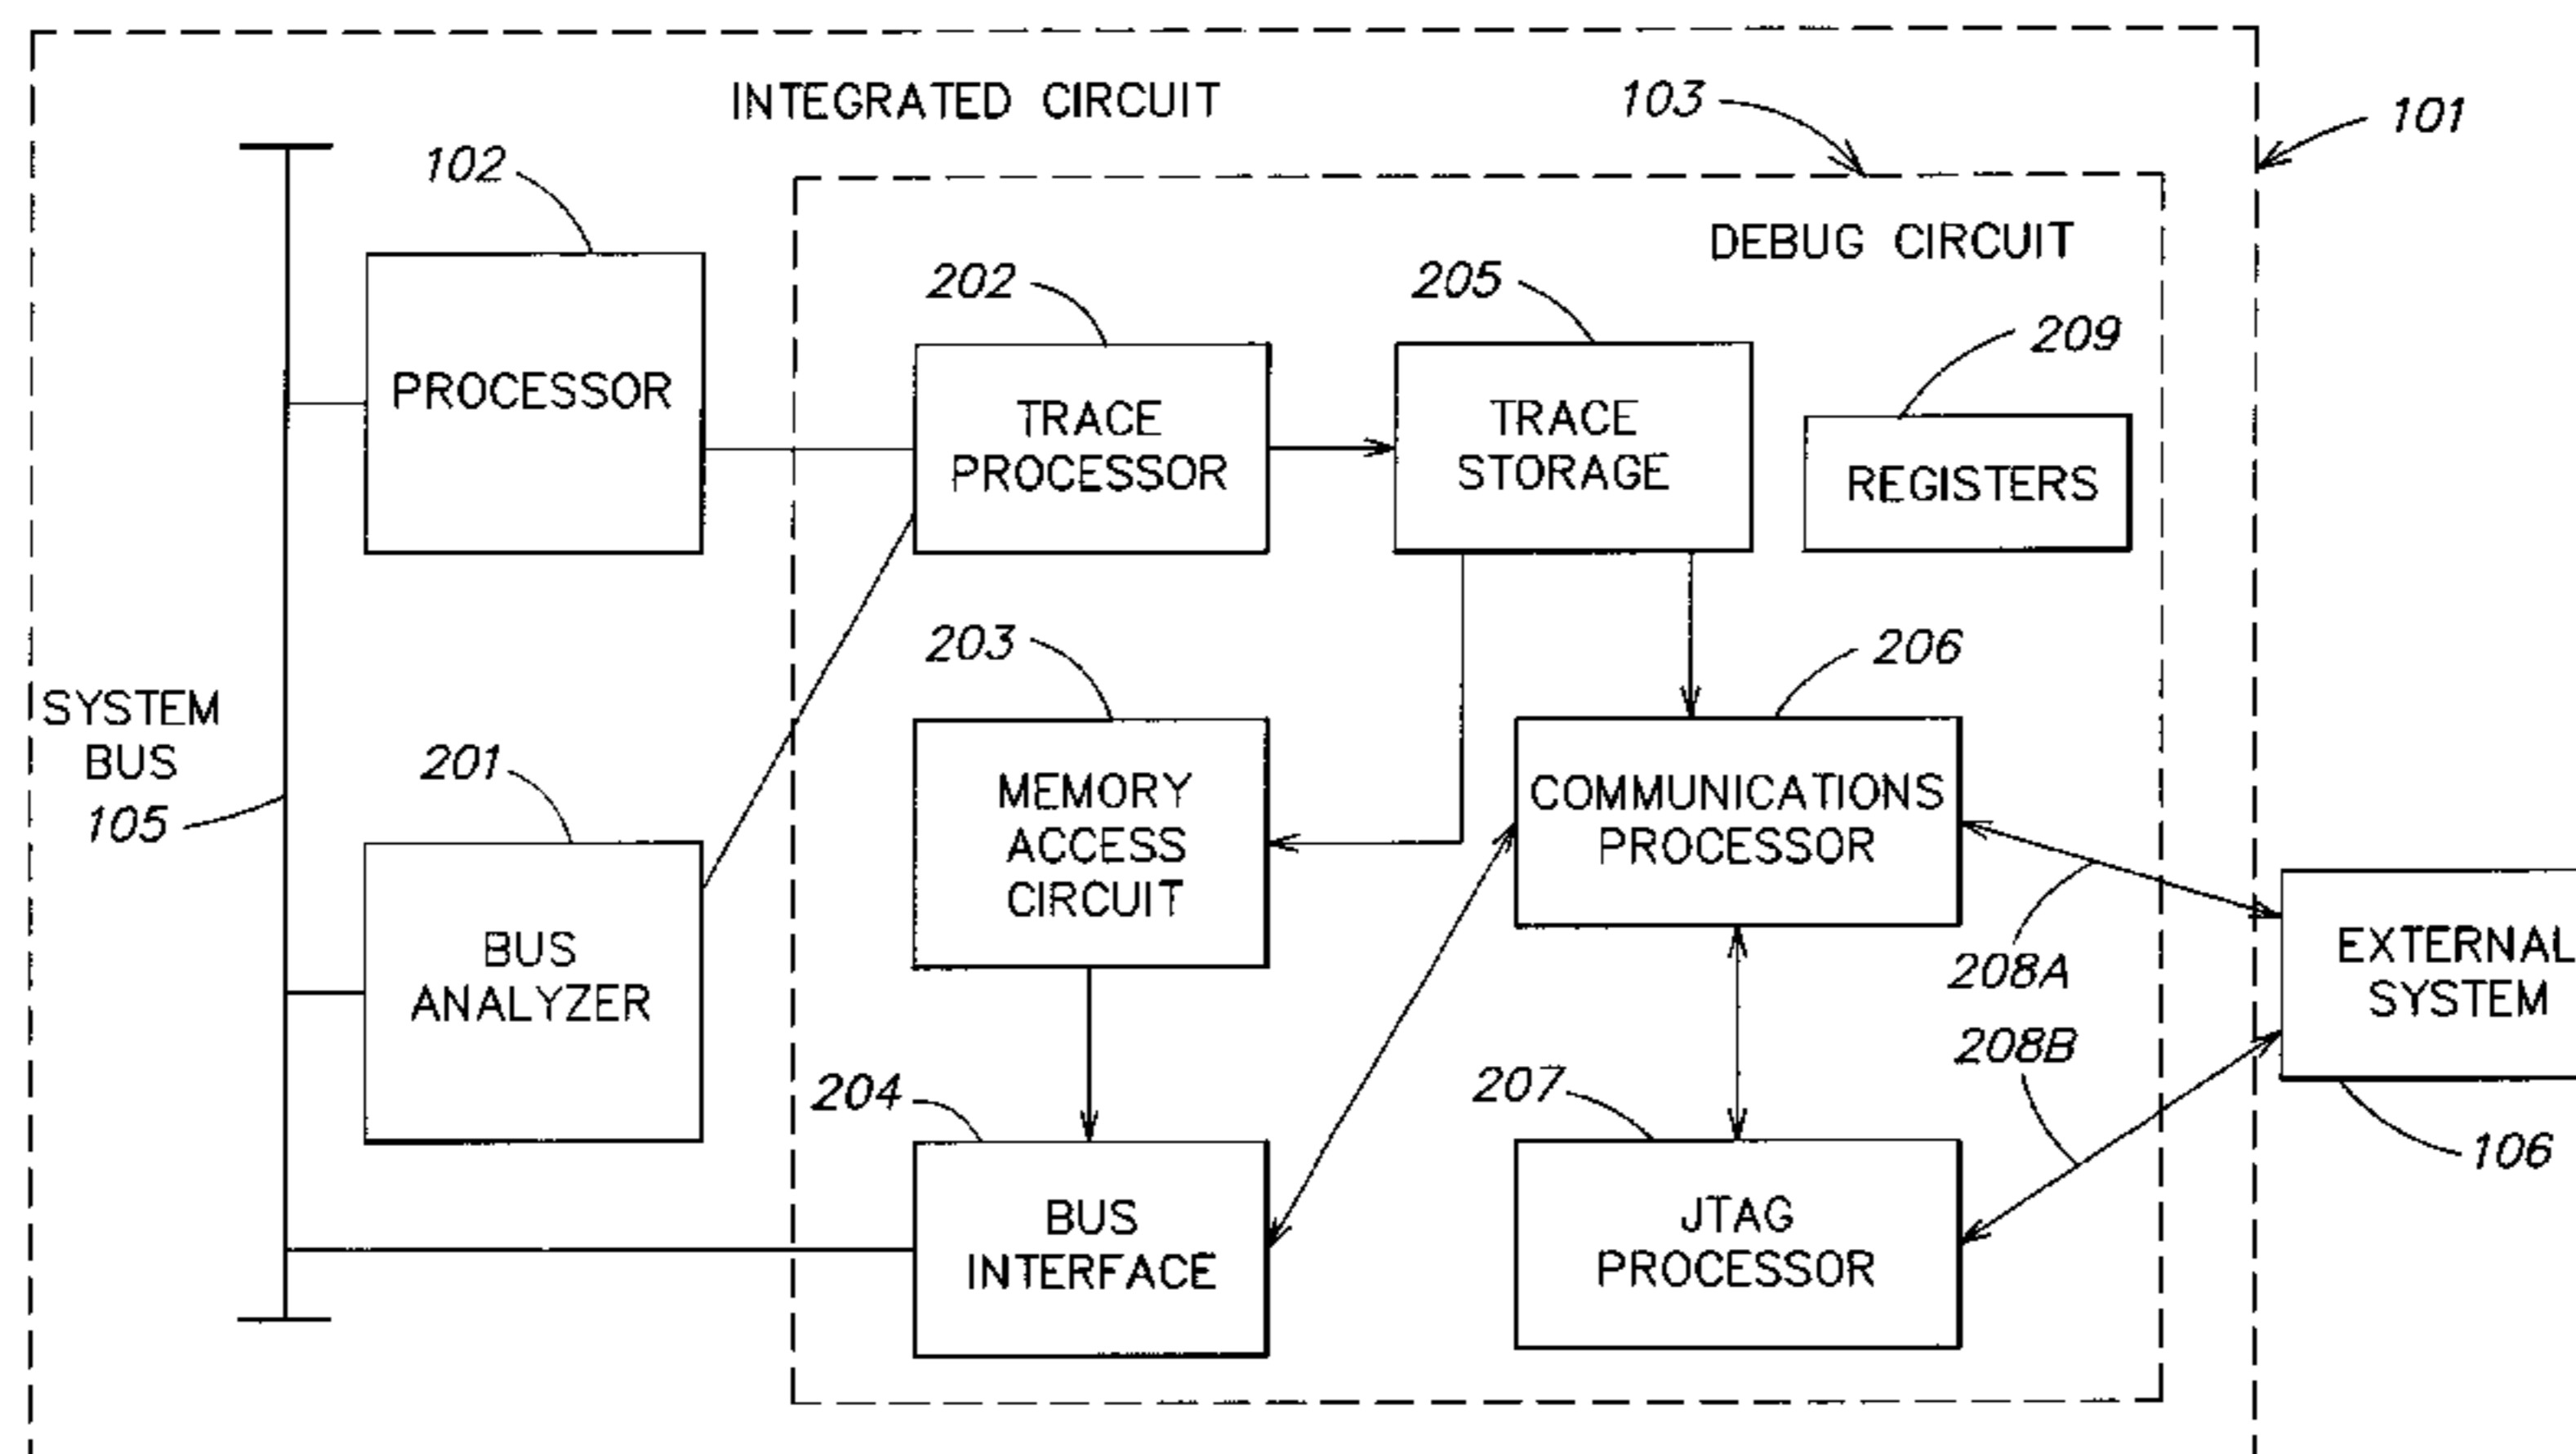 INTEGRATED CIRCUIT
103
101
102
DEBUG CIRCUIT
202
205
209
PROCESSOR
TRACE
PROCESSOR
TRACE
STORAGE
REGISTERS
203
206
SYSTEM
BUS
105
201
MEMORY
ACCESS
CIRCUIT
COMMUNICATIONS
PROCESSOR
BUS
ANALYZER
208A
EXTERNAL
SYSTEM
208B
204
207
106
BUS
INTERFACE
JTAG
PROCESSOR